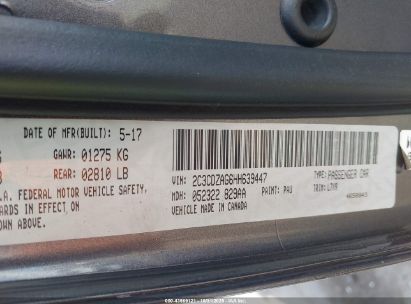 DATE OF MFR(BUILT): 5-17
GAWR: 01275 KG
REAR: 02810 LB
.A. FEDERAL MOTOR VEHICLE SAFETY,
ARDS IN EFFECT ON
OWN ABOVE.
VIN: 2C3CDZAG6HH639447
TYPE: PASSENGER CAR
MDH: 052322 829AA
PAINT: PAU
TRIM: LTX9
VEHICLE MADE IN CANADA